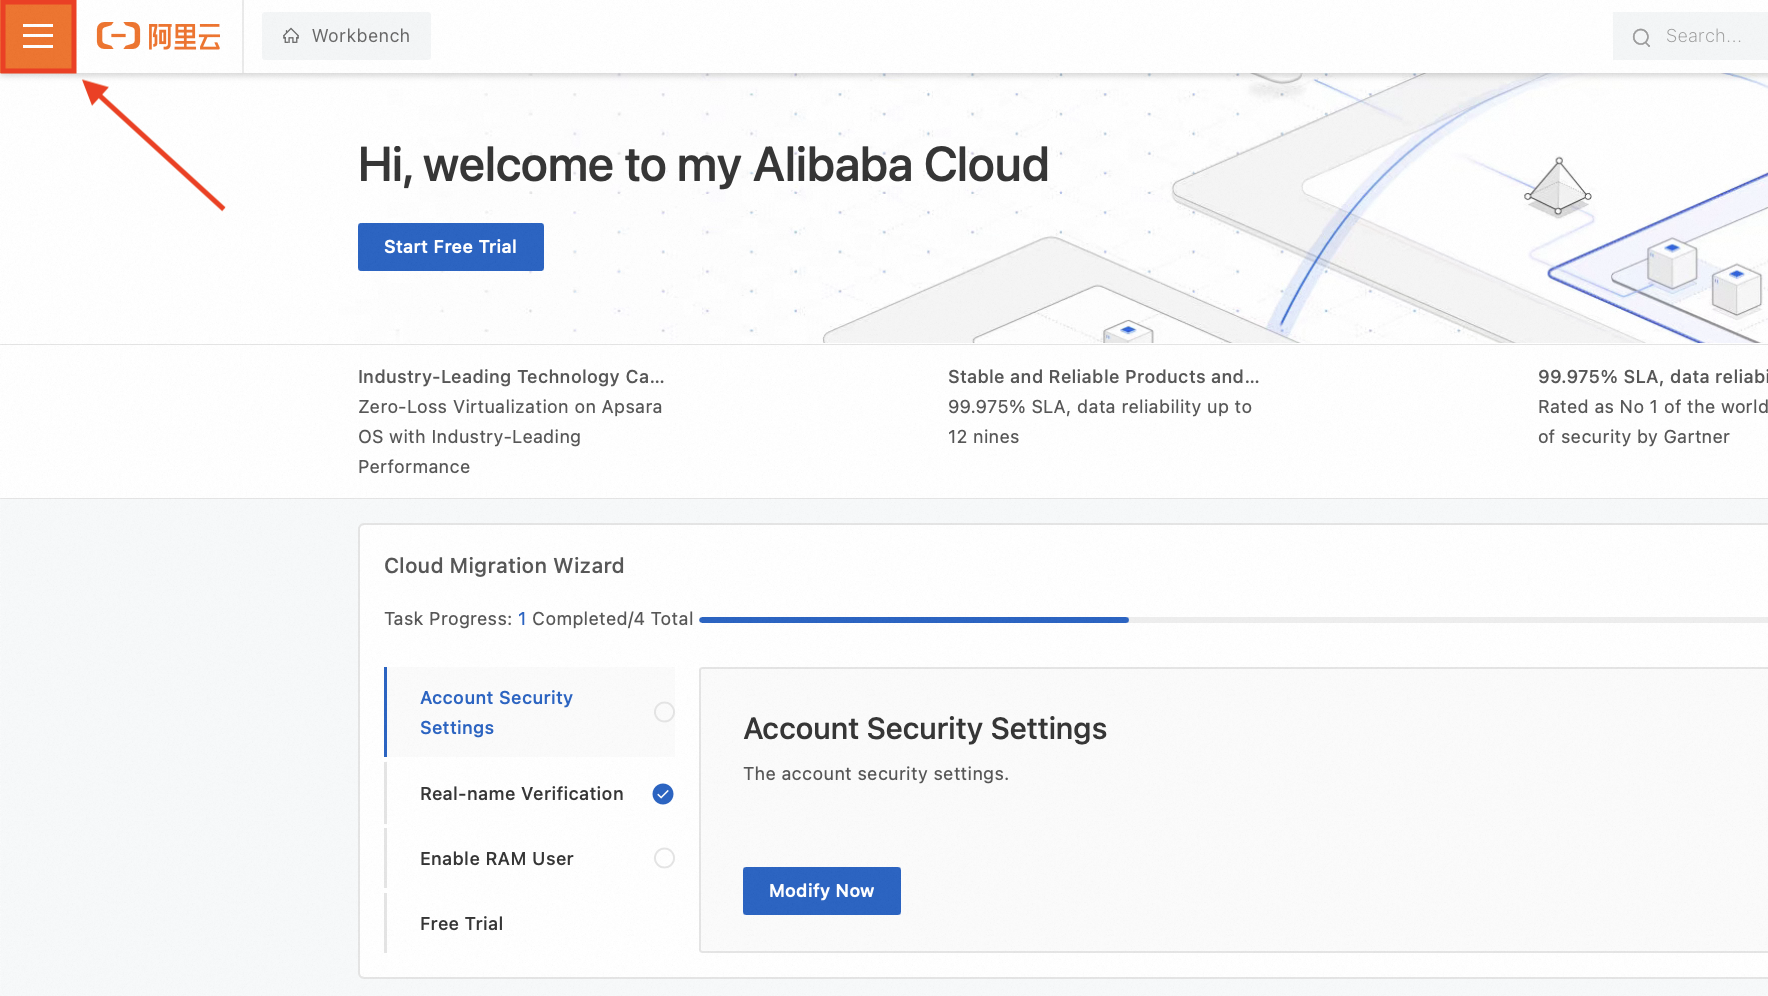 阿里云
Workbench
Search...
Hi, welcome to my Alibaba Cloud
Start Free Trial
Industry-Leading Technology Ca...
Zero-Loss Virtualization on Apsara
OS with Industry-Leading
Performance
Stable and Reliable Products and...
99.975% SLA, data reliability up to
12 nines
99.975% SLA, data reliabi
Rated as No 1 of the world
of security by Gartner
Cloud Migration Wizard
Task Progress: 1 Completed/4 Total
Account Security
Settings
Real-name Verification
Enable RAM User
Free Trial
Account Security Settings
The account security settings.
Modify Now